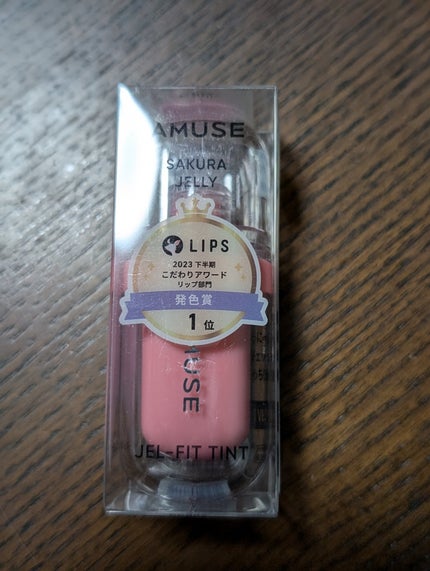 AMUSE
SAKURA
JELLY
LIPS
2023 下半期
こだわりアワード
リップ部門
発色賞
1位
MUSE
JEL-FIT TINT